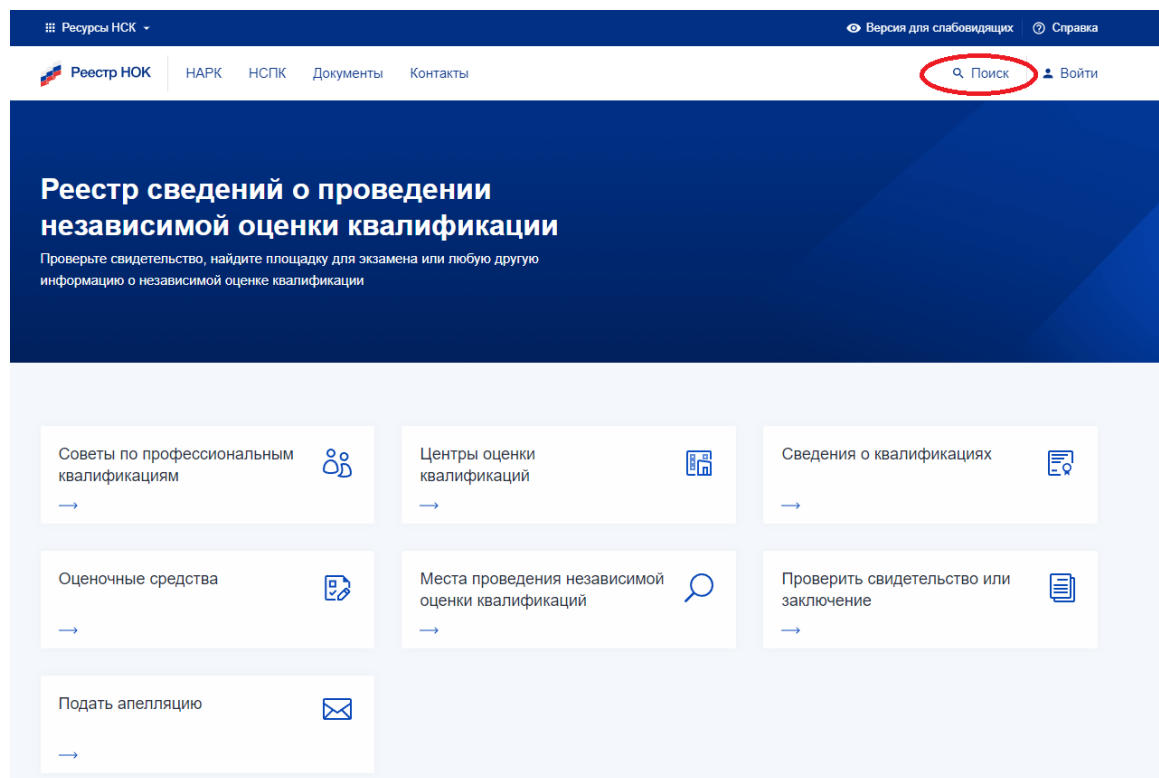 Ресурсы НСК
Версия для слабовидящих
Справка
Реестр НОК
НАРК
НСПК
Документы
Контакты
Поиск
Войти
Реестр сведений о проведении
независимой оценки квалификации
Проверьте свидетельство, найдите площадку для экзамена или любую другую
информацию о независимой оценке квалификации
Советы по профессиональным
квалификациям
Центры оценки
квалификаций
Сведения о квалификациях
Оценочные средства
Места проведения независимой
оценки квалификаций
Проверить свидетельство или
заключение
Подать апелляцию